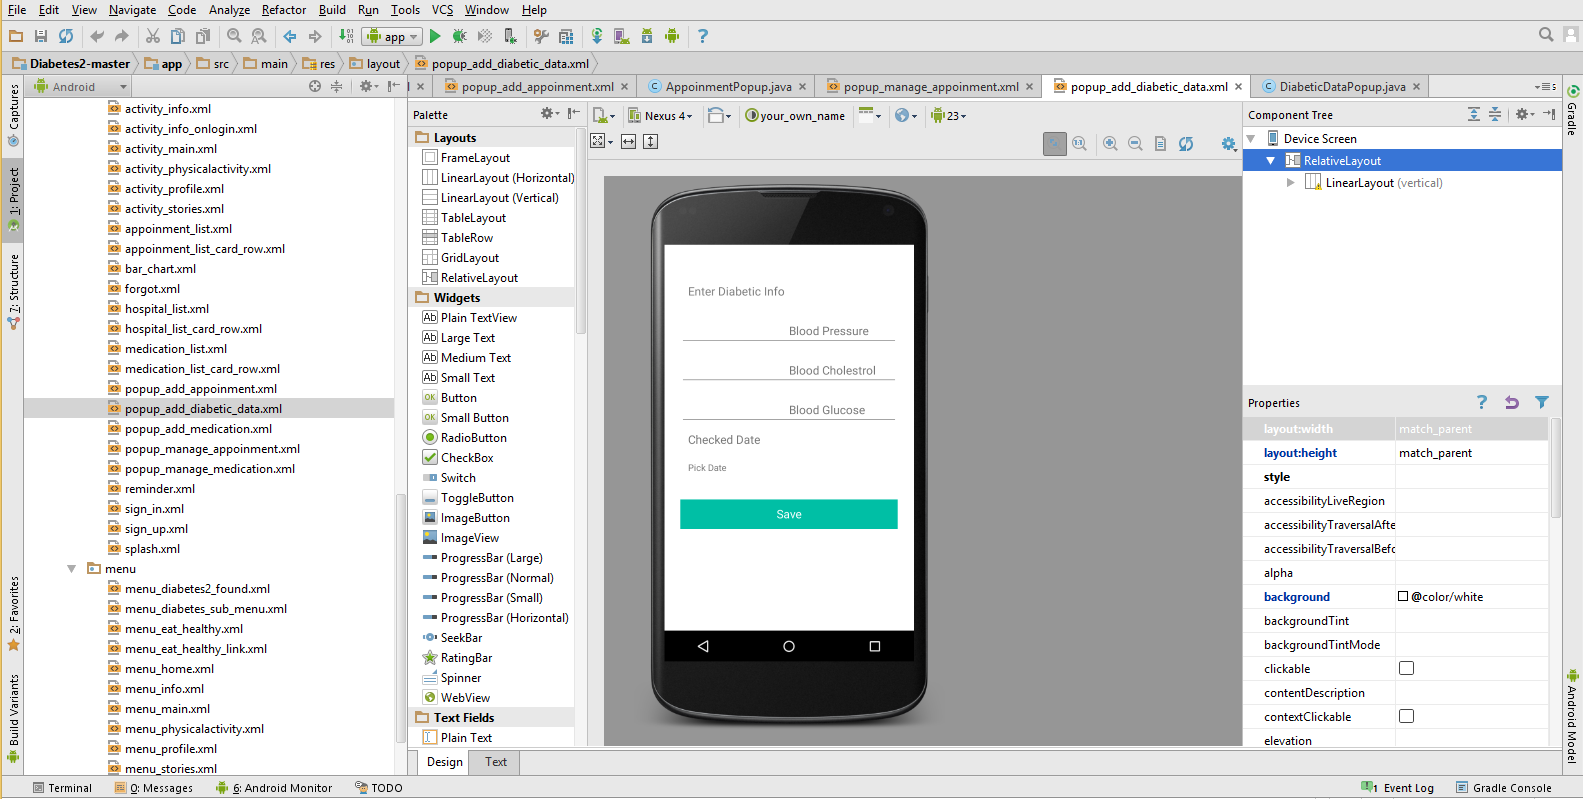 File Edit View Navigate Code Analyze Refactor Build Run Tools VCS Window Help
app
Diabetes2-master app src main res layout popup_add_diabetic_data.xml
Android
popup_add_appoinment.xml AppoinmentPopup.java popup_manage_appoinment.xml popup_add_diabetic_data.xml DiabeticDataPopup.java
Captures
1: Project
7: Structure
2: Favorites
Build Variants
activity_info.xml
activity_info_onlogin.xml
activity_main.xml
activity_physicalactivity.xml
activity_profile.xml
activity_stories.xml
appoinment_list.xml
appoinment_list_card_row.xml
bar_chart.xml
forgot.xml
hospital_list.xml
hospital_list_card_row.xml
medication_list.xml
medication_list_card_row.xml
popup_add_appoinment.xml
popup_add_diabetic_data.xml
popup_add_medication.xml
popup_manage_appoinment.xml
popup_manage_medication.xml
reminder.xml
sign_in.xml
sign_up.xml
splash.xml
menu
menu_diabetes2_found.xml
menu_diabetes_sub_menu.xml
menu_eat_healthy.xml
menu_eat_healthy_link.xml
menu_home.xml
menu_info.xml
menu_main.xml
menu_physicalactivity.xml
menu_profile.xml
menu_stories.xml
Palette
Layouts
FrameLayout
LinearLayout (Horizontal)
LinearLayout (Vertical)
TableLayout
TableRow
GridLayout
RelativeLayout
Widgets
Plain TextView
Large Text
Medium Text
Small Text
Button
Small Button
RadioButton
CheckBox
Switch
ToggleButton
ImageButton
ImageView
ProgressBar (Large)
ProgressBar (Normal)
ProgressBar (Small)
ProgressBar (Horizontal)
SeekBar
RatingBar
Spinner
WebView
Text Fields
Plain Text
Nexus 4 your_own_name 23
Enter Diabetic Info
Blood Pressure
Blood Cholestrol
Blood Glucose
Checked Date
Pick Date
Save
Design Text
Component Tree
Device Screen
RelativeLayout
LinearLayout (vertical)
Properties
layout:width match_parent
layout:height match_parent
style
accessibilityLiveRegion
accessibilityTraversalAfte
accessibilityTraversalBefo
alpha
background @color/white
backgroundTint
backgroundTintMode
clickable
contentDescription
contextClickable
elevation
Gradle
Android Model
Terminal 0: Messages 6: Android Monitor TODO 1 Event Log Gradle Console